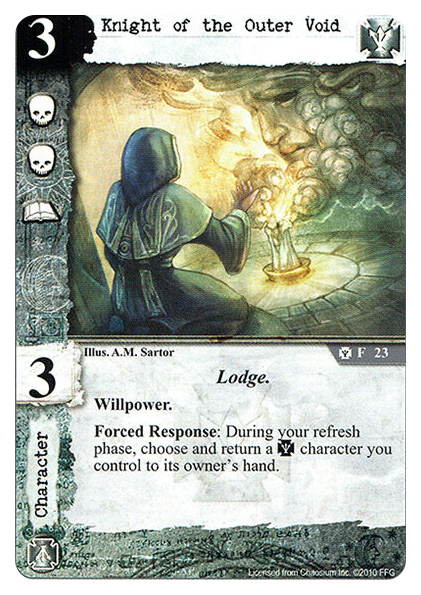 3
Knight of the Outer Void
Illus. A.M. Sartor
F 23
3
Lodge.
Willpower.
Forced Response: During your refresh
phase, choose and return a character you
control to its owner's hand.
Character
Licensed from Chaosium Inc. ©2010 FFG